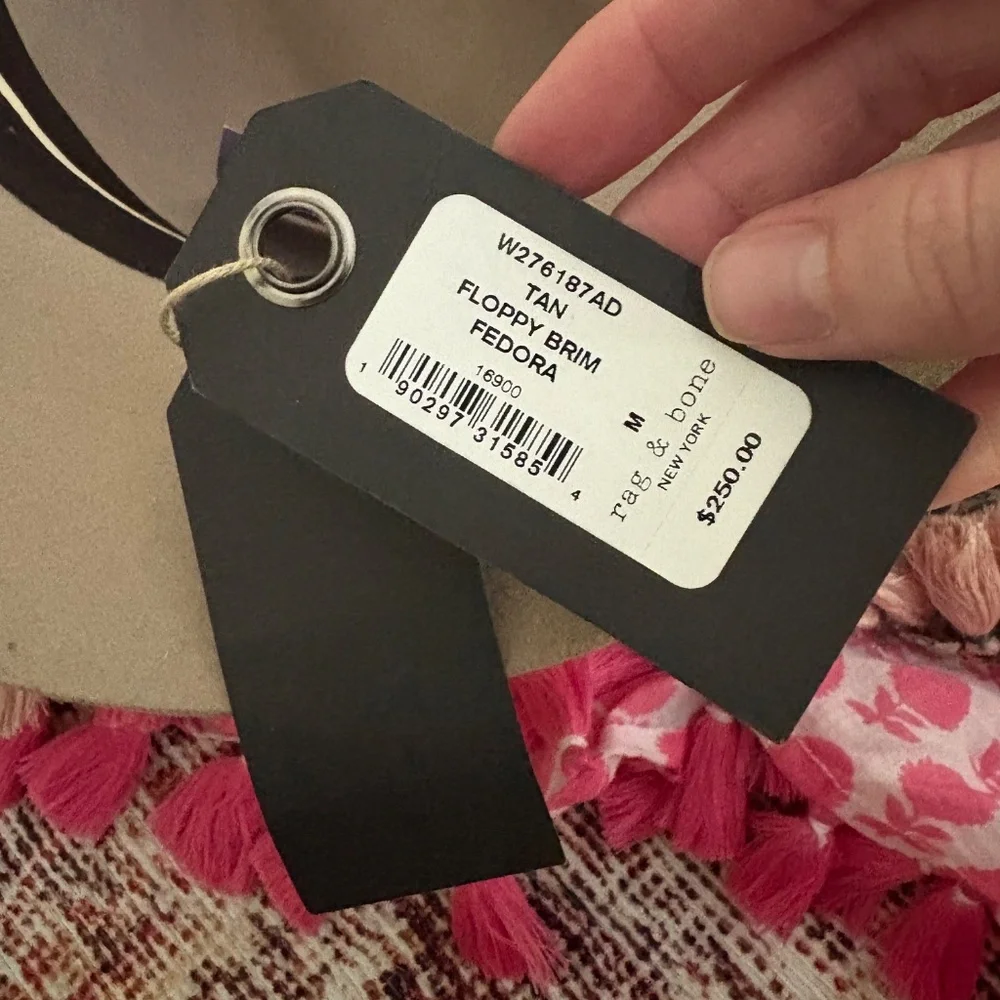 W276187AD
TAN
FLOPPY BRIM
FEDORA
16900
1 90297 31585 4
M
rag & bone
NEW YORK
$250.00